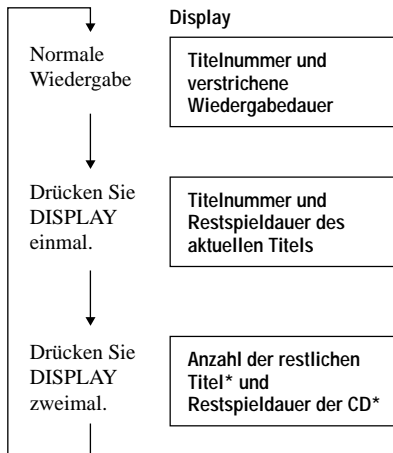 Display
Normale
Wiedergabe
Titelnummer und
verstrichene
Wiedergabedauer
Drücken Sie
DISPLAY
einmal.
Titelnummer und
Restspieldauer des
aktuellen Titels
Drücken Sie
DISPLAY
zweimal.
Anzahl der restlichen
Titel* und
Restspieldauer der CD*